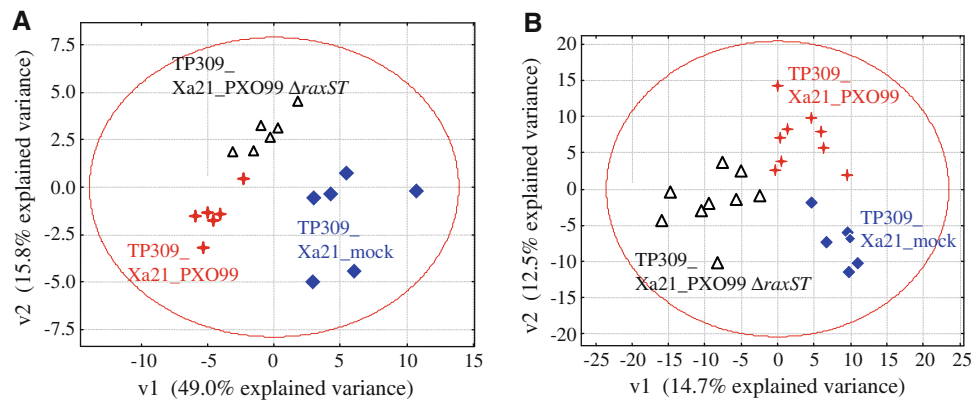 A
7.5
5.0
2.5
0.0
-2.5
-5.0
-7.5
v2 (15.8% explained variance)
TP309_
Xa21_PXO99 ΔraxST
TP309_
Xa21_PXO99
TP309_
Xa21_mock
-10
-5
0
5
10
15
v1 (49.0% explained variance)
B
20
15
10
5
0
-5
-10
-15
-20
v2 (12.5% explained variance)
TP309_
Xa21_PXO99
TP309_
Xa21_mock
TP309_
Xa21_PXO99 ΔraxST
-25
-20
-15
-10
-5
0
5
10
15
20
25
v1 (14.7% explained variance)